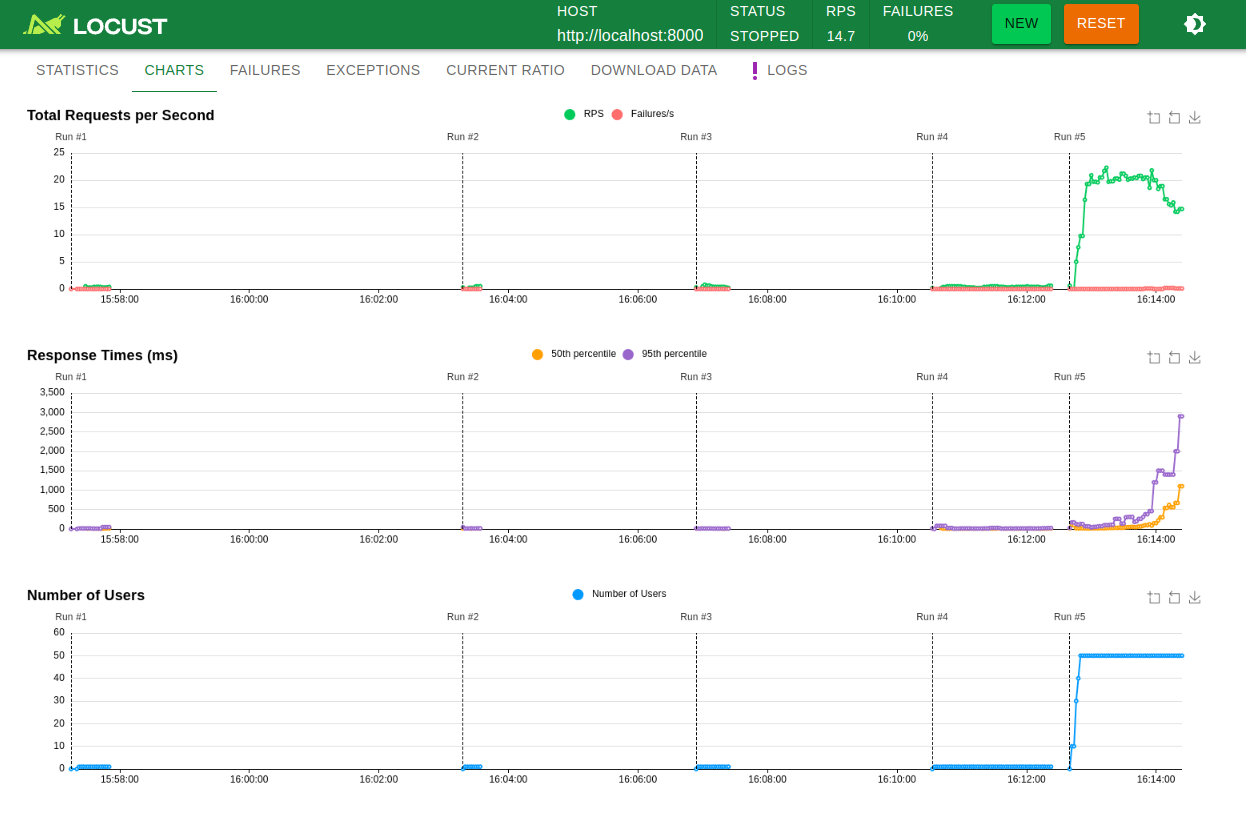 LOCUST
HOST
http://localhost:8000
STATUS
STOPPED
RPS
14.7
FAILURES
0%
NEW
RESET
STATISTICS CHARTS FAILURES EXCEPTIONS CURRENT RATIO DOWNLOAD DATA LOGS
Total Requests per Second
RPS Failures/s
Run #1 Run #2 Run #3 Run #4 Run #5
25
20
15
10
5
0
15:58:00 16:00:00 16:02:00 16:04:00 16:06:00 16:08:00 16:10:00 16:12:00 16:14:00
Response Times (ms)
50th percentile 95th percentile
Run #1 Run #2 Run #3 Run #4 Run #5
3,500
3,000
2,500
2,000
1,500
1,000
500
0
15:58:00 16:00:00 16:02:00 16:04:00 16:06:00 16:08:00 16:10:00 16:12:00 16:14:00
Number of Users
Number of Users
Run #1 Run #2 Run #3 Run #4 Run #5
60
50
40
30
20
10
0
15:58:00 16:00:00 16:02:00 16:04:00 16:06:00 16:08:00 16:10:00 16:12:00 16:14:00